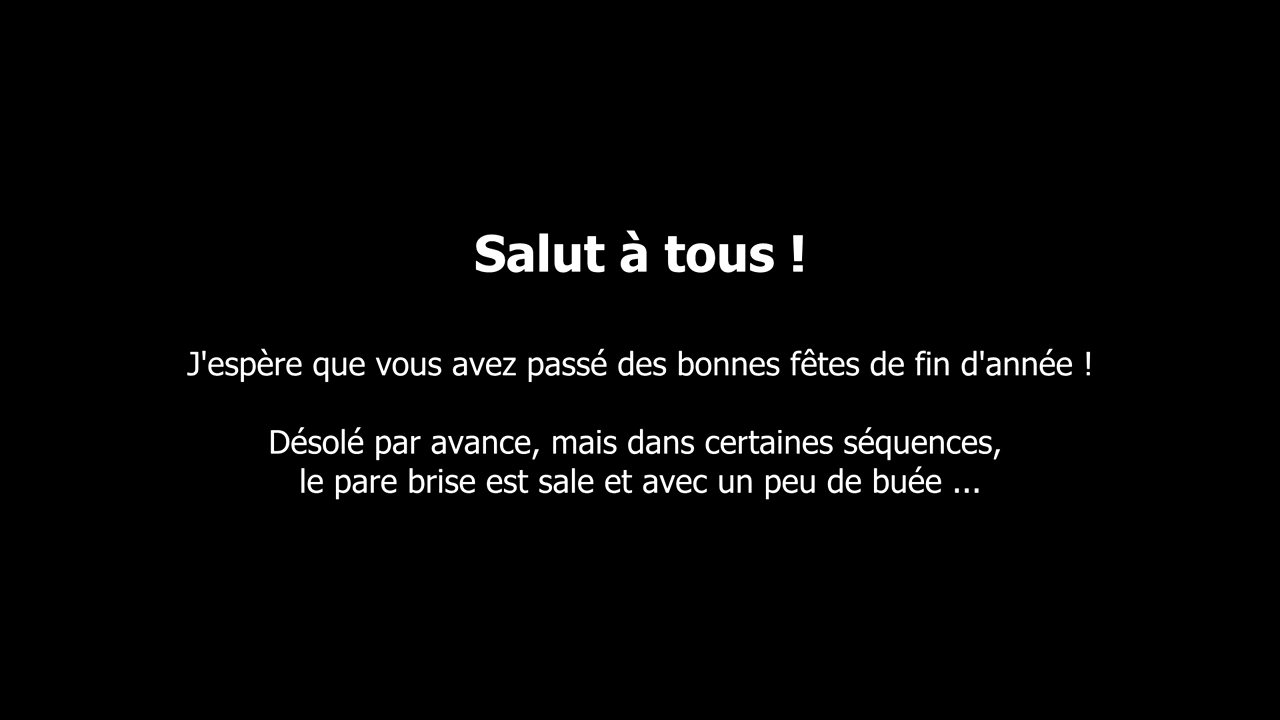 Salut à tous !
J'espère que vous avez passé des bonnes fêtes de fin d'année !
Désolé par avance, mais dans certaines séquences,
le pare brise est sale et avec un peu de buée ...